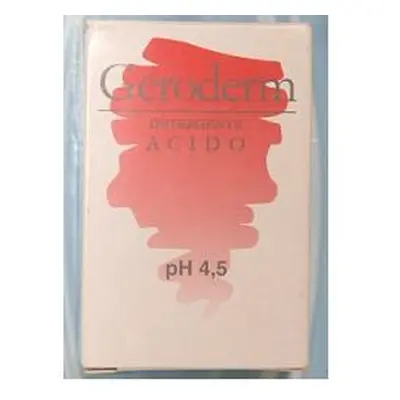 Geroderm
DETERGENTE
ACIDO
pH 4,5